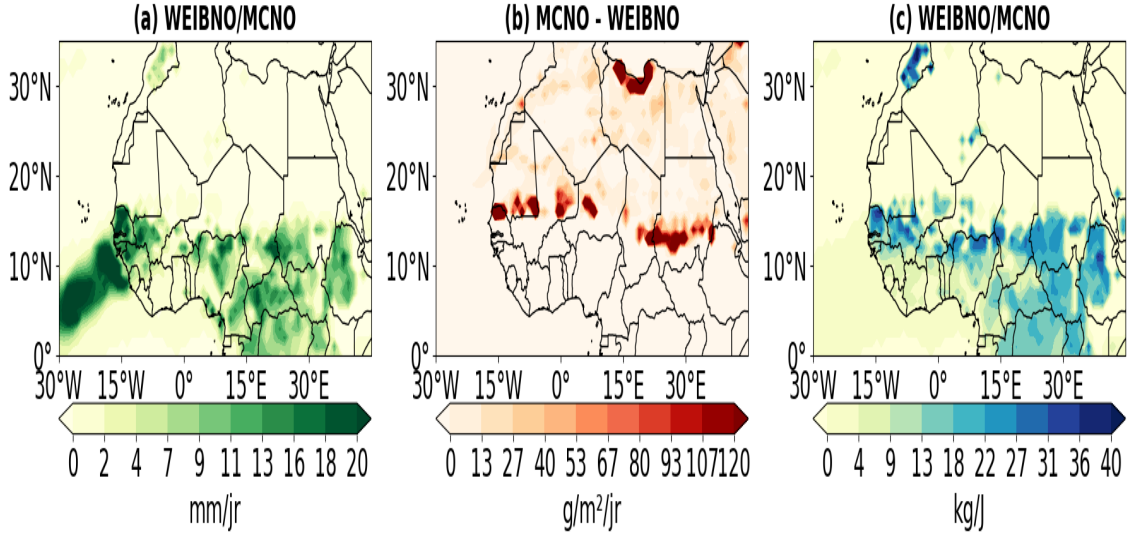 (a) WEIBNO/MCNO (b) MCNO - WEIBNO (c) WEIBNO/MCNO
30°N 30°N 30°N
20°N 20°N 20°N
10°N 10°N 10°N
0° 0° 0°
30°W 15°W 0° 15°E 30°E 30°W 15°W 0° 15°E 30°E 30°W 15°W 0° 15°E 30°E
0 2 4 7 9 11 13 16 18 20 0 13 27 40 53 67 80 93 107 120 0 4 9 13 18 22 27 31 36 40
mm/jr g/m²/jr kg/J